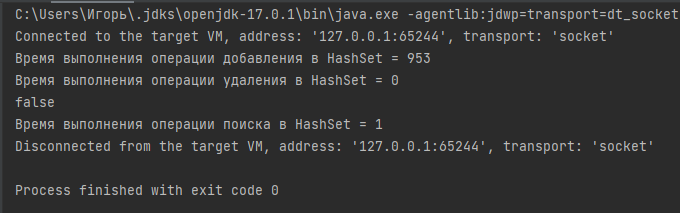 C:\Users\Игорь\.jdks\openjdk-17.0.1\bin\java.exe -agentlib:jdwp=transport=dt_socket
Connected to the target VM, address: '127.0.0.1:65244', transport: 'socket'
Время выполнения операции добавления в HashSet = 953
Время выполнения операции удаления в HashSet = 0
false
Время выполнения операции поиска в HashSet = 1
Disconnected from the target VM, address: '127.0.0.1:65244', transport: 'socket'
Process finished with exit code 0